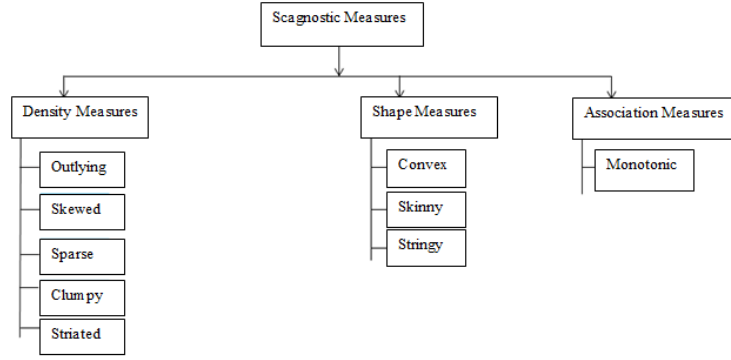 Scagnostic Measures
Density Measures
Outlying
Skewed
Sparse
Clumpy
Striated
Shape Measures
Convex
Skinny
Stringy
Association Measures
Monotonic